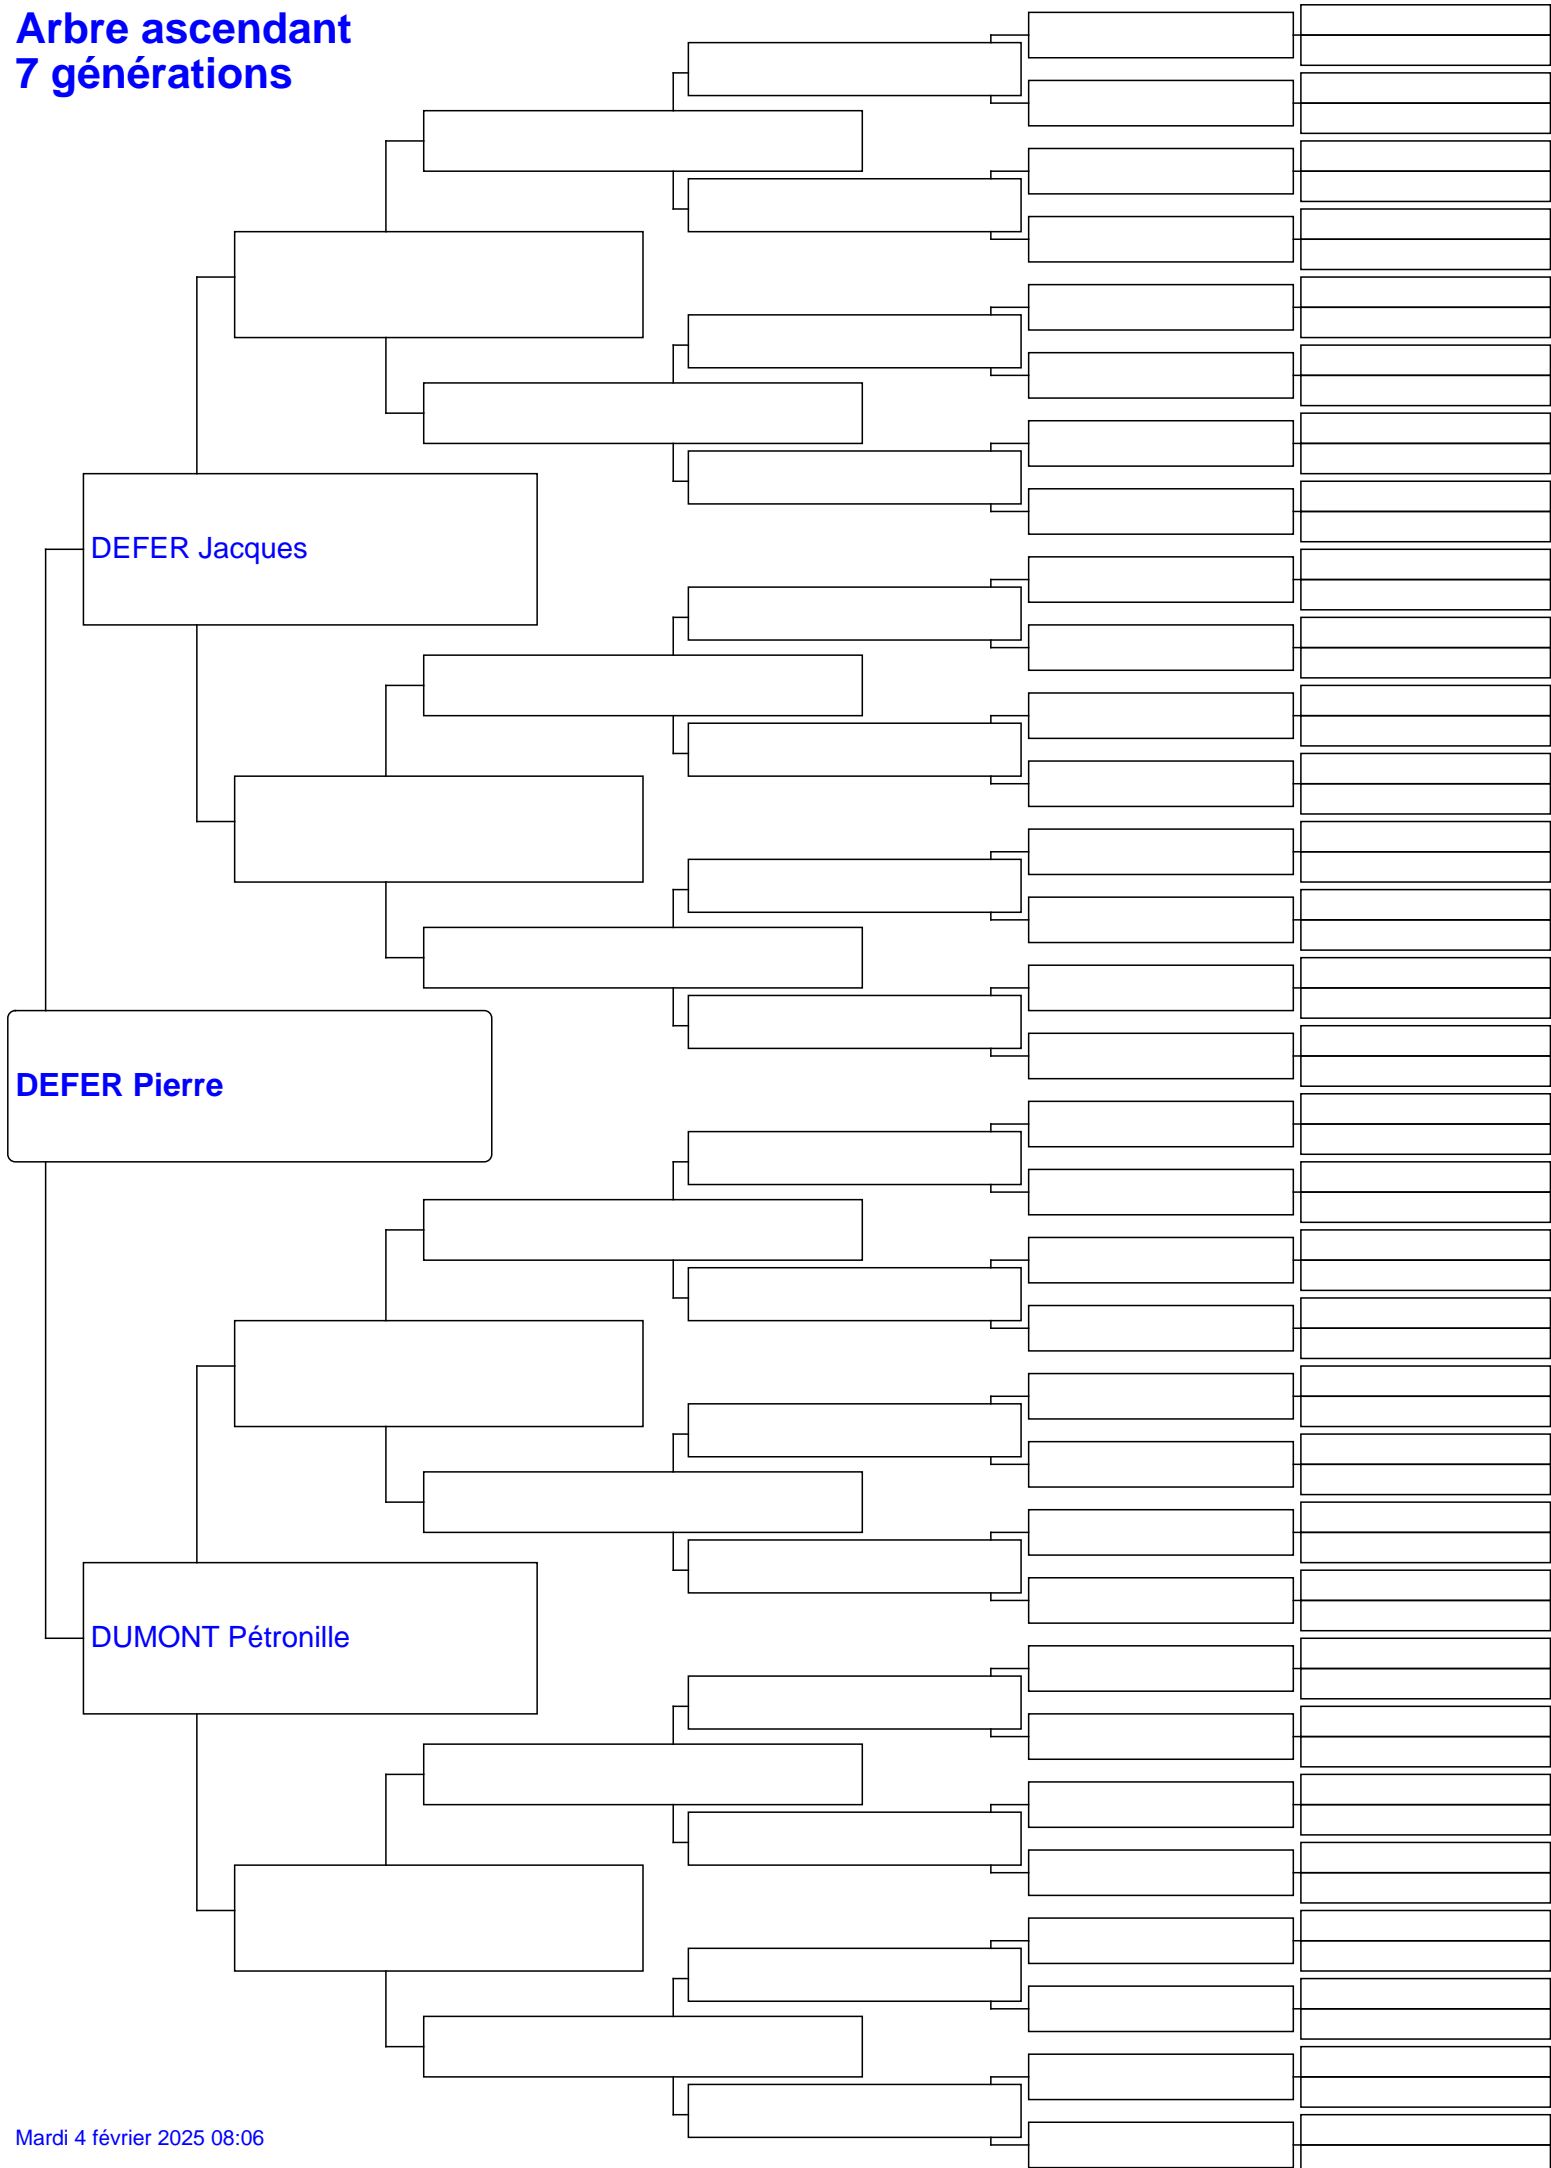 Arbre ascendant
7 générations
DEFER Jacques
DEFER Pierre
DUMONT Pétronille
Mardi 4 février 2025 08:06